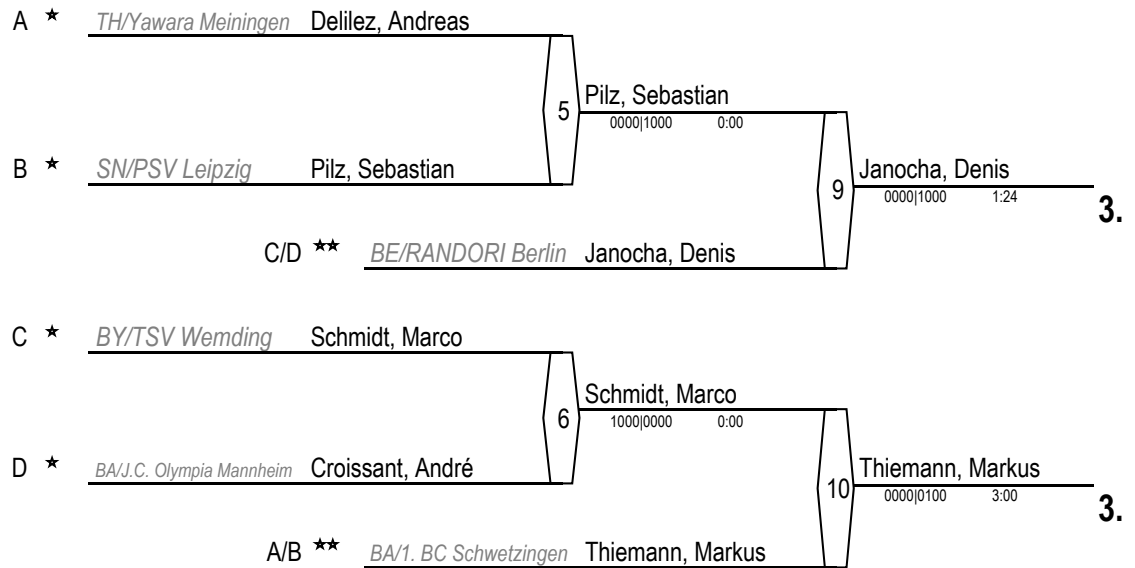 A ★ TH/Yawara Meiningen Delilez, Andreas
5 Pilz, Sebastian
0000|1000 0:00
B ★ SN/PSV Leipzig Pilz, Sebastian
9 Janocha, Denis
0000|1000 1:24
3.
C/D ★★ BE/RANDORI Berlin Janocha, Denis
C ★ BY/TSV Wemding Schmidt, Marco
6 Schmidt, Marco
1000|0000 0:00
D ★ BA/J.C. Olympia Mannheim Croissant, André
10 Thiemann, Markus
0000|0100 3:00
3.
A/B ★★ BA/1. BC Schwetzingen Thiemann, Markus